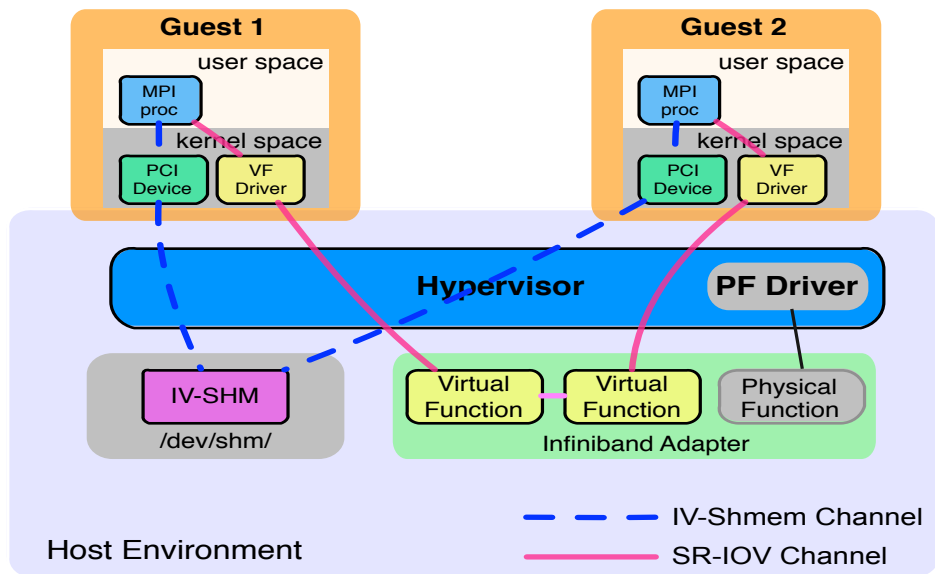 Guest 1
user space
MPI
proc
kernel space
PCI
Device
VF
Driver
Guest 2
user space
MPI
proc
kernel space
PCI
Device
VF
Driver
Hypervisor
PF Driver
IV-SHM
/dev/shm/
Virtual
Function
Virtual
Function
Physical
Function
Infiniband Adapter
IV-Shmem Channel
SR-IOV Channel
Host Environment